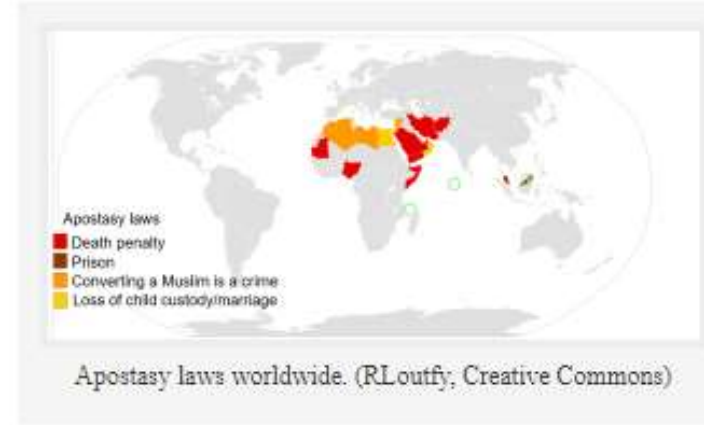 Apostasy laws
Death penalty
Prison
Converting a Muslim is a crime
Loss of child custody/marriage
Apostasy laws worldwide. (RLoutfy, Creative Commons)